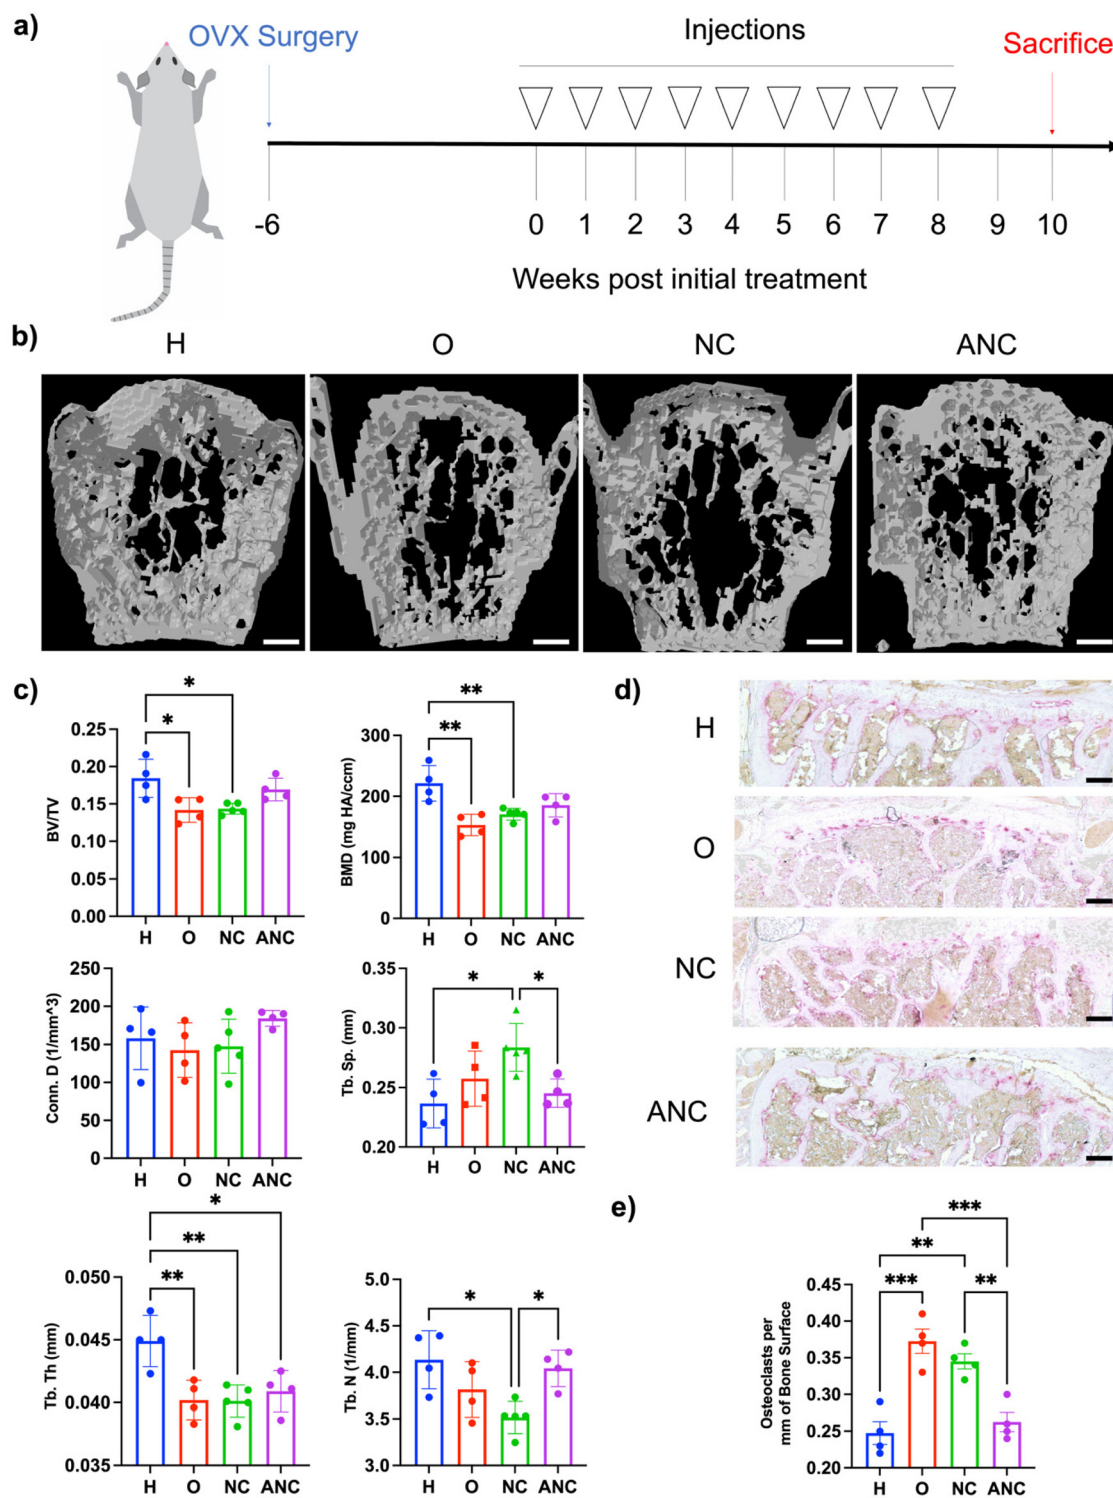 a)
OVX Surgery
Injections
Sacrifice
-6 0 1 2 3 4 5 6 7 8 9 10
Weeks post initial treatment
b)
H O NC ANC
c)
BV/TV
0.25
0.20
0.15
0.10
0.05
0.00
* *
H O NC ANC
BMD (mg HA/ccm)
300
200
100
0
** **
H O NC ANC
Conn. D (1/mm^3)
250
200
150
100
50
0
H O NC ANC
Tb. Sp. (mm)
0.35
0.30
0.25
0.20
* *
H O NC ANC
Tb. Th (mm)
0.050
0.045
0.040
0.035
*
**
**
H O NC ANC
Tb. N (1/mm)
5.0
4.5
4.0
3.5
3.0
* *
H O NC ANC
d)
H
O
NC
ANC
e)
Osteoclasts per
mm of Bone Surface
0.45
0.40
0.35
0.30
0.25
0.20
***
**
*** **
H O NC ANC